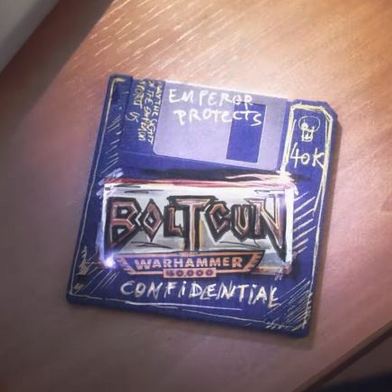 EMPEROR
PROTECTS
40K
BOLTGUN
WARHAMMER
40,000
CONFIDENTIAL